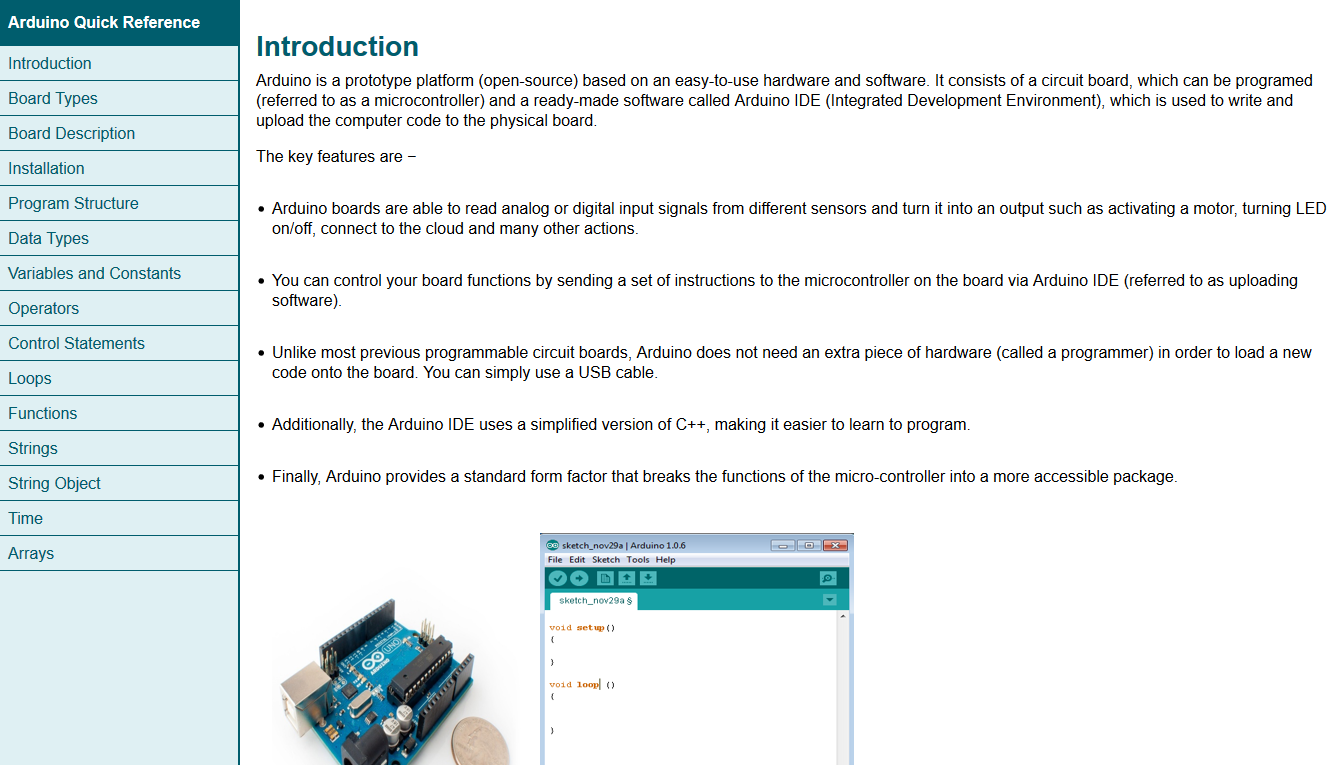 Arduino Quick Reference
Introduction
Board Types
Board Description
Installation
Program Structure
Data Types
Variables and Constants
Operators
Control Statements
Loops
Functions
Strings
String Object
Time
Arrays
Introduction
Arduino is a prototype platform (open-source) based on an easy-to-use hardware and software. It consists of a circuit board, which can be programed
(referred to as a microcontroller) and a ready-made software called Arduino IDE (Integrated Development Environment), which is used to write and
upload the computer code to the physical board.
The key features are −
• Arduino boards are able to read analog or digital input signals from different sensors and turn it into an output such as activating a motor, turning LED
on/off, connect to the cloud and many other actions.
• You can control your board functions by sending a set of instructions to the microcontroller on the board via Arduino IDE (referred to as uploading
software).
• Unlike most previous programmable circuit boards, Arduino does not need an extra piece of hardware (called a programmer) in order to load a new
code onto the board. You can simply use a USB cable.
• Additionally, the Arduino IDE uses a simplified version of C++, making it easier to learn to program.
• Finally, Arduino provides a standard form factor that breaks the functions of the micro-controller into a more accessible package.
UNO
ARDUINO
sketch_nov29a | Arduino 1.0.6
File Edit Sketch Tools Help
sketch_nov29a §
void setup()
{
}
void loop ()
{
}